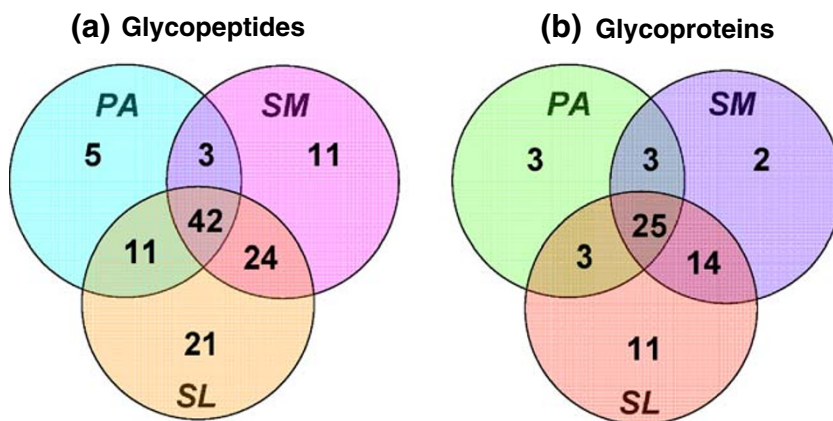 (a) Glycopeptides
(b) Glycoproteins
PA SM
5 3 11
42
11 24
21
SL
PA SM
3 3 2
25
3 14
11
SL